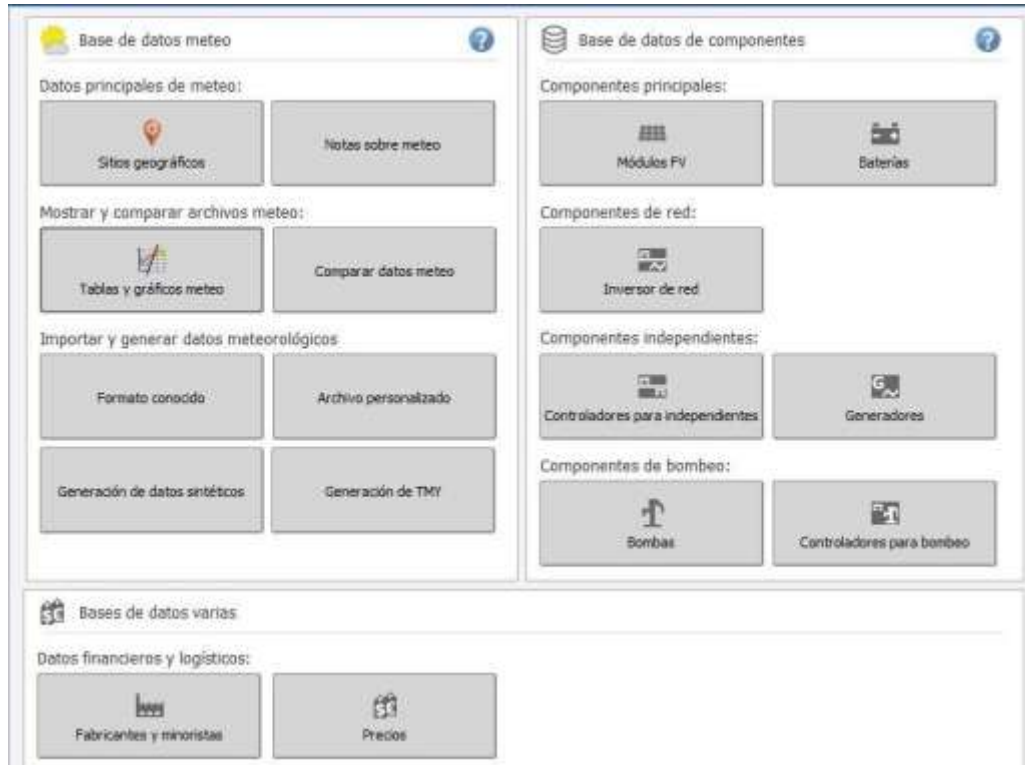 Base de datos meteo
Datos principales de meteo:
Sitios geográficos
Notas sobre meteo
Mostrar y comparar archivos meteo:
Tablas y gráficos meteo
Comparar datos meteo
Importar y generar datos meteorológicos
Formato conocido
Archivo personalizado
Generación de datos sintéticos
Generación de TMY
Base de datos de componentes
Componentes principales:
Módulos FV
Baterías
Componentes de red:
Inversor de red
Componentes independientes:
Controladores para independientes
Generadores
Componentes de bombeo:
Bombas
Controladores para bombeo
Bases de datos varias
Datos financieros y logísticos:
Fabricantes y minoristas
Precios